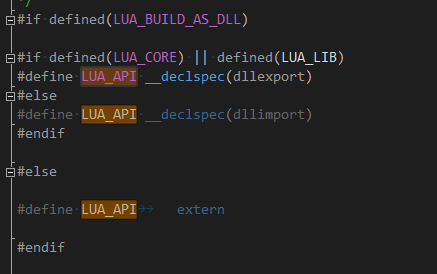 */
#if defined(LUA_BUILD_AS_DLL)
#if defined(LUA_CORE) || defined(LUA_LIB)
#define LUA_API __declspec(dllexport)
#else
#define LUA_API __declspec(dllimport)
#endif
#else
#define LUA_API extern
#endif